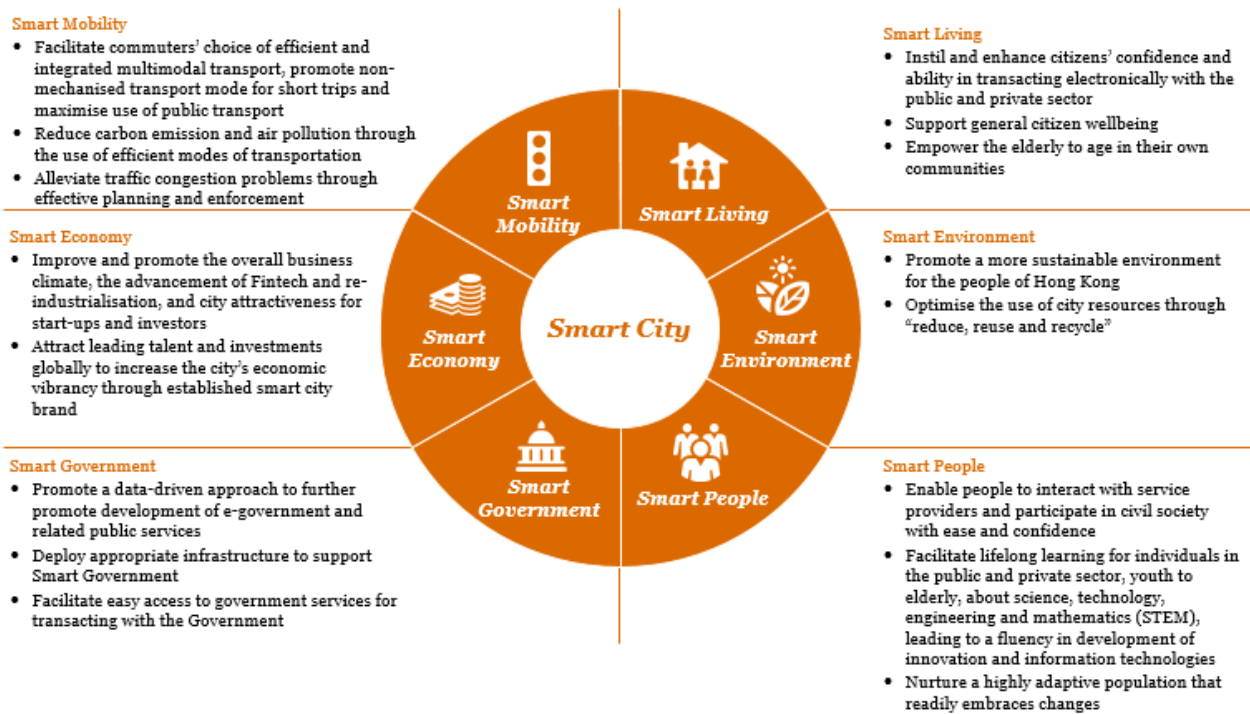 Smart Mobility
• Facilitate commuters' choice of efficient and
integrated multimodal transport, promote non-
mechanised transport mode for short trips and
maximise use of public transport
• Reduce carbon emission and air pollution through
the use of efficient modes of transportation
• Alleviate traffic congestion problems through
effective planning and enforcement
Smart Economy
• Improve and promote the overall business
climate, the advancement of Fintech and re-
industrialisation, and city attractiveness for
start-ups and investors
• Attract leading talent and investments
globally to increase the city's economic
vibrancy through established smart city
brand
Smart Government
• Promote a data-driven approach to further
promote development of e-government and
related public services
• Deploy appropriate infrastructure to support
Smart Government
• Facilitate easy access to government services for
transacting with the Government
Smart
Mobility
Smart Living
Smart
Economy
Smart City
Smart
Environment
Smart
Government
Smart People
Smart Living
• Instil and enhance citizens' confidence and
ability in transacting electronically with the
public and private sector
• Support general citizen wellbeing
• Empower the elderly to age in their own
communities
Smart Environment
• Promote a more sustainable environment
for the people of Hong Kong
• Optimise the use of city resources through
“reduce, reuse and recycle”
Smart People
• Enable people to interact with service
providers and participate in civil society
with ease and confidence
• Facilitate lifelong learning for individuals in
the public and private sector, youth to
elderly, about science, technology,
engineering and mathematics (STEM),
leading to a fluency in development of
innovation and information technologies
• Nurture a highly adaptive population that
readily embraces changes